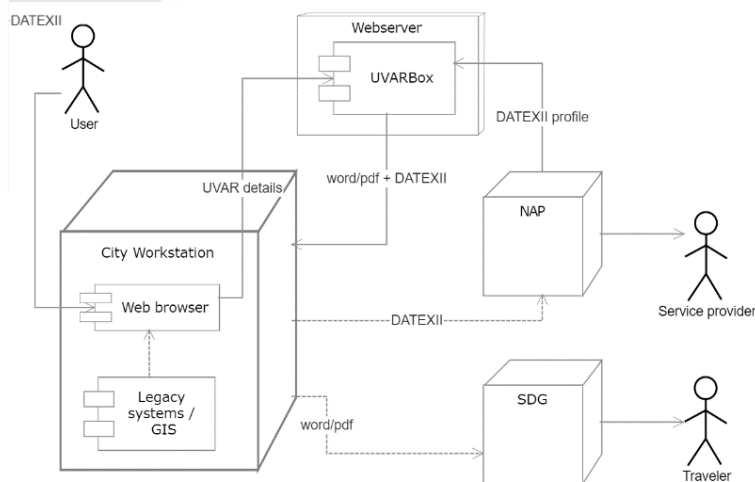 DATEXII
Webserver
UVARBox
User
DATEXII profile
word/pdf + DATEXII
UVAR details
NAP
City Workstation
Web browser
Service provider
DATEXII
Legacy
systems /
GIS
SDG
word/pdf
Traveler